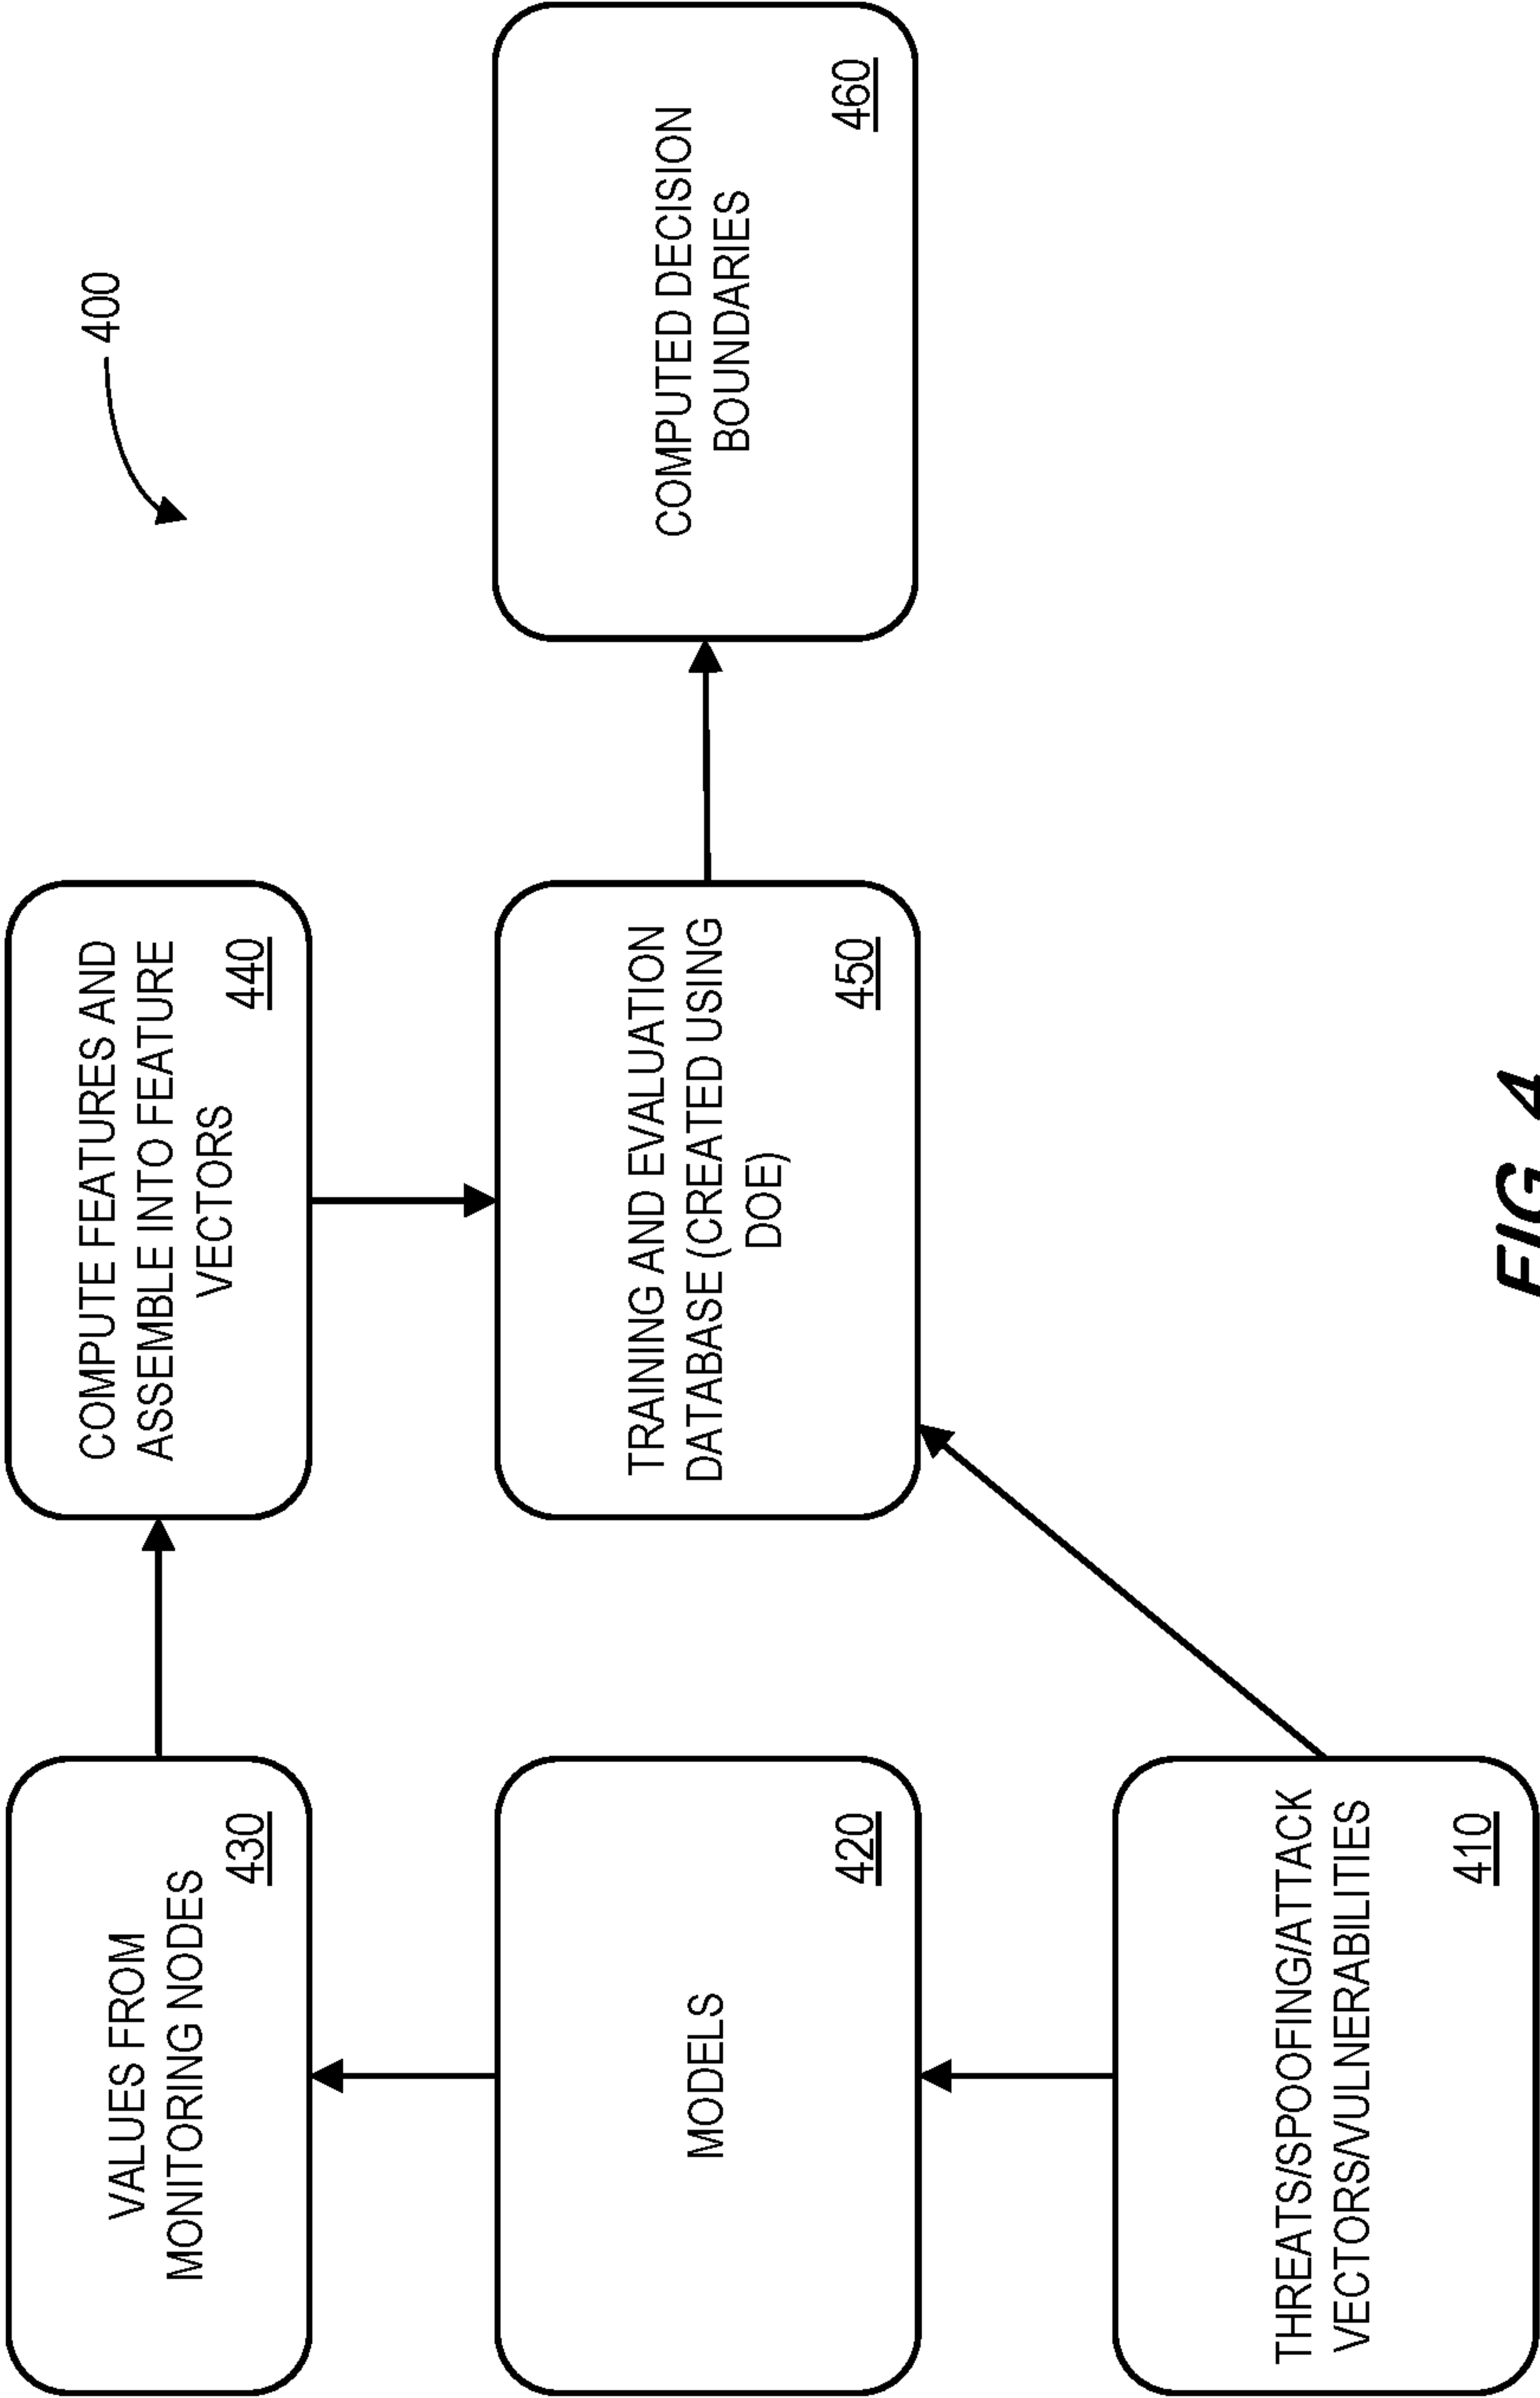 400
VALUES FROM
MONITORING NODES
430
COMPUTE FEATURES AND
ASSEMBLE INTO FEATURE
VECTORS
440
MODELS
420
TRAINING AND EVALUATION
DATABASE (CREATED USING
DOE)
450
COMPUTED DECISION
BOUNDARIES
460
THREATS/SPOOFING/ATTACK
VECTORS/VULNERABILITIES
410
FIG. 4